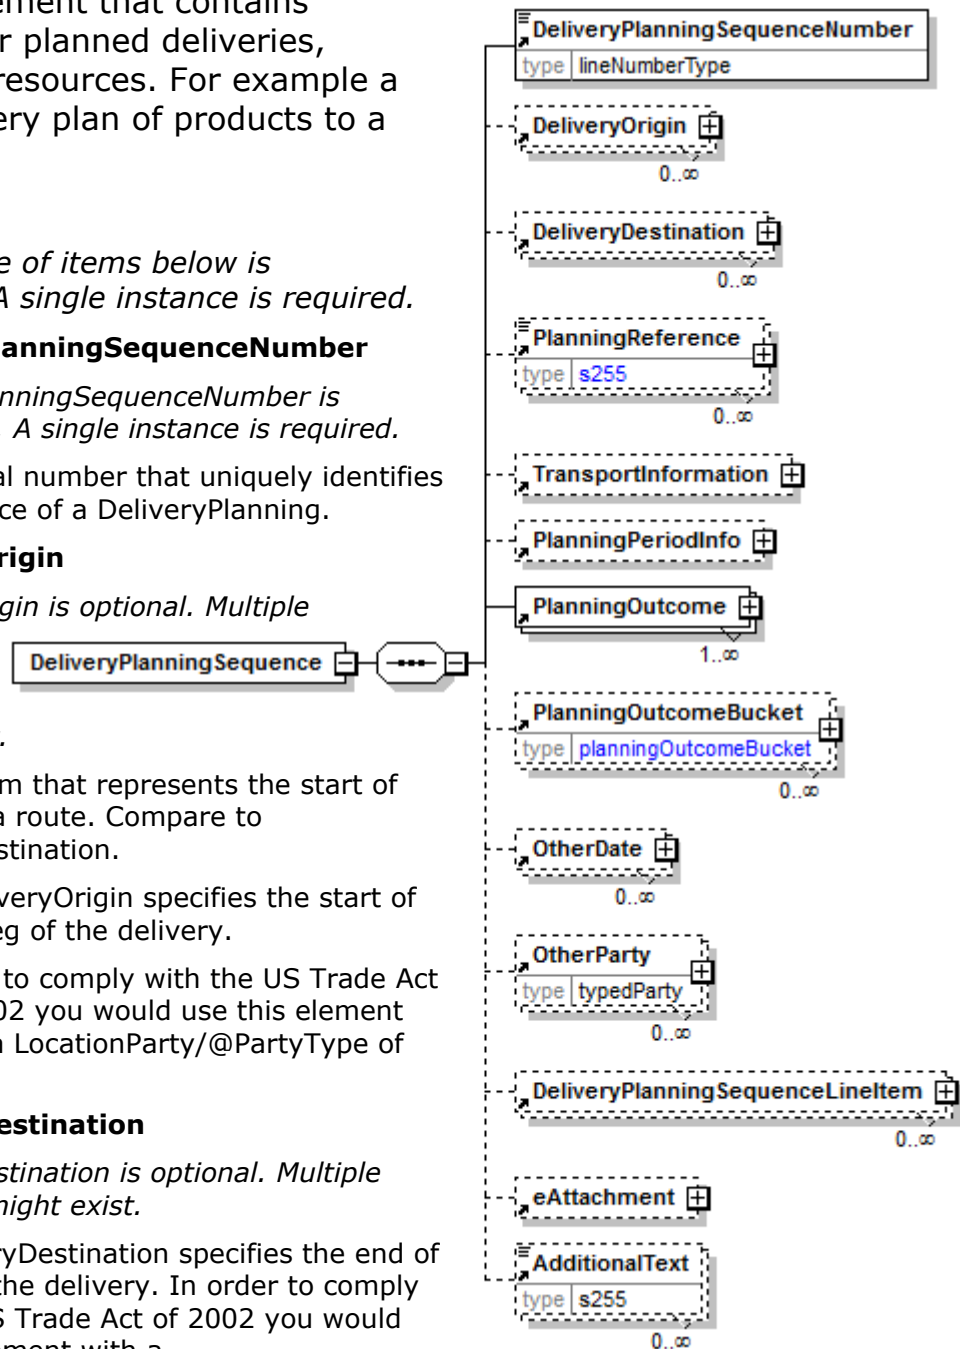 ement that contains
r planned deliveries,
resources. For example a
ery plan of products to a
e of items below is
A single instance is required.
lanningSequenceNumber
nningSequenceNumber is
. A single instance is required.
al number that uniquely identifies
ce of a DeliveryPlanning.
rigin
gin is optional. Multiple
.
m that represents the start of
a route. Compare to
stination.
veryOrigin specifies the start of
eg of the delivery.
to comply with the US Trade Act
02 you would use this element
a LocationParty/@PartyType of
estination
stination is optional. Multiple
might exist.
ryDestination specifies the end of
the delivery. In order to comply
S Trade Act of 2002 you would
ement with a
DeliveryPlanningSequence
DeliveryPlanningSequenceNumber
type lineNumberType
DeliveryOrigin
0..∞
DeliveryDestination
0..∞
PlanningReference
type s255
0..∞
TransportInformation
PlanningPeriodInfo
PlanningOutcome
1..∞
PlanningOutcomeBucket
type planningOutcomeBucket
0..∞
OtherDate
0..∞
OtherParty
type typedParty
0..∞
DeliveryPlanningSequenceLineItem
0..∞
eAttachment
AdditionalText
type s255
0..∞